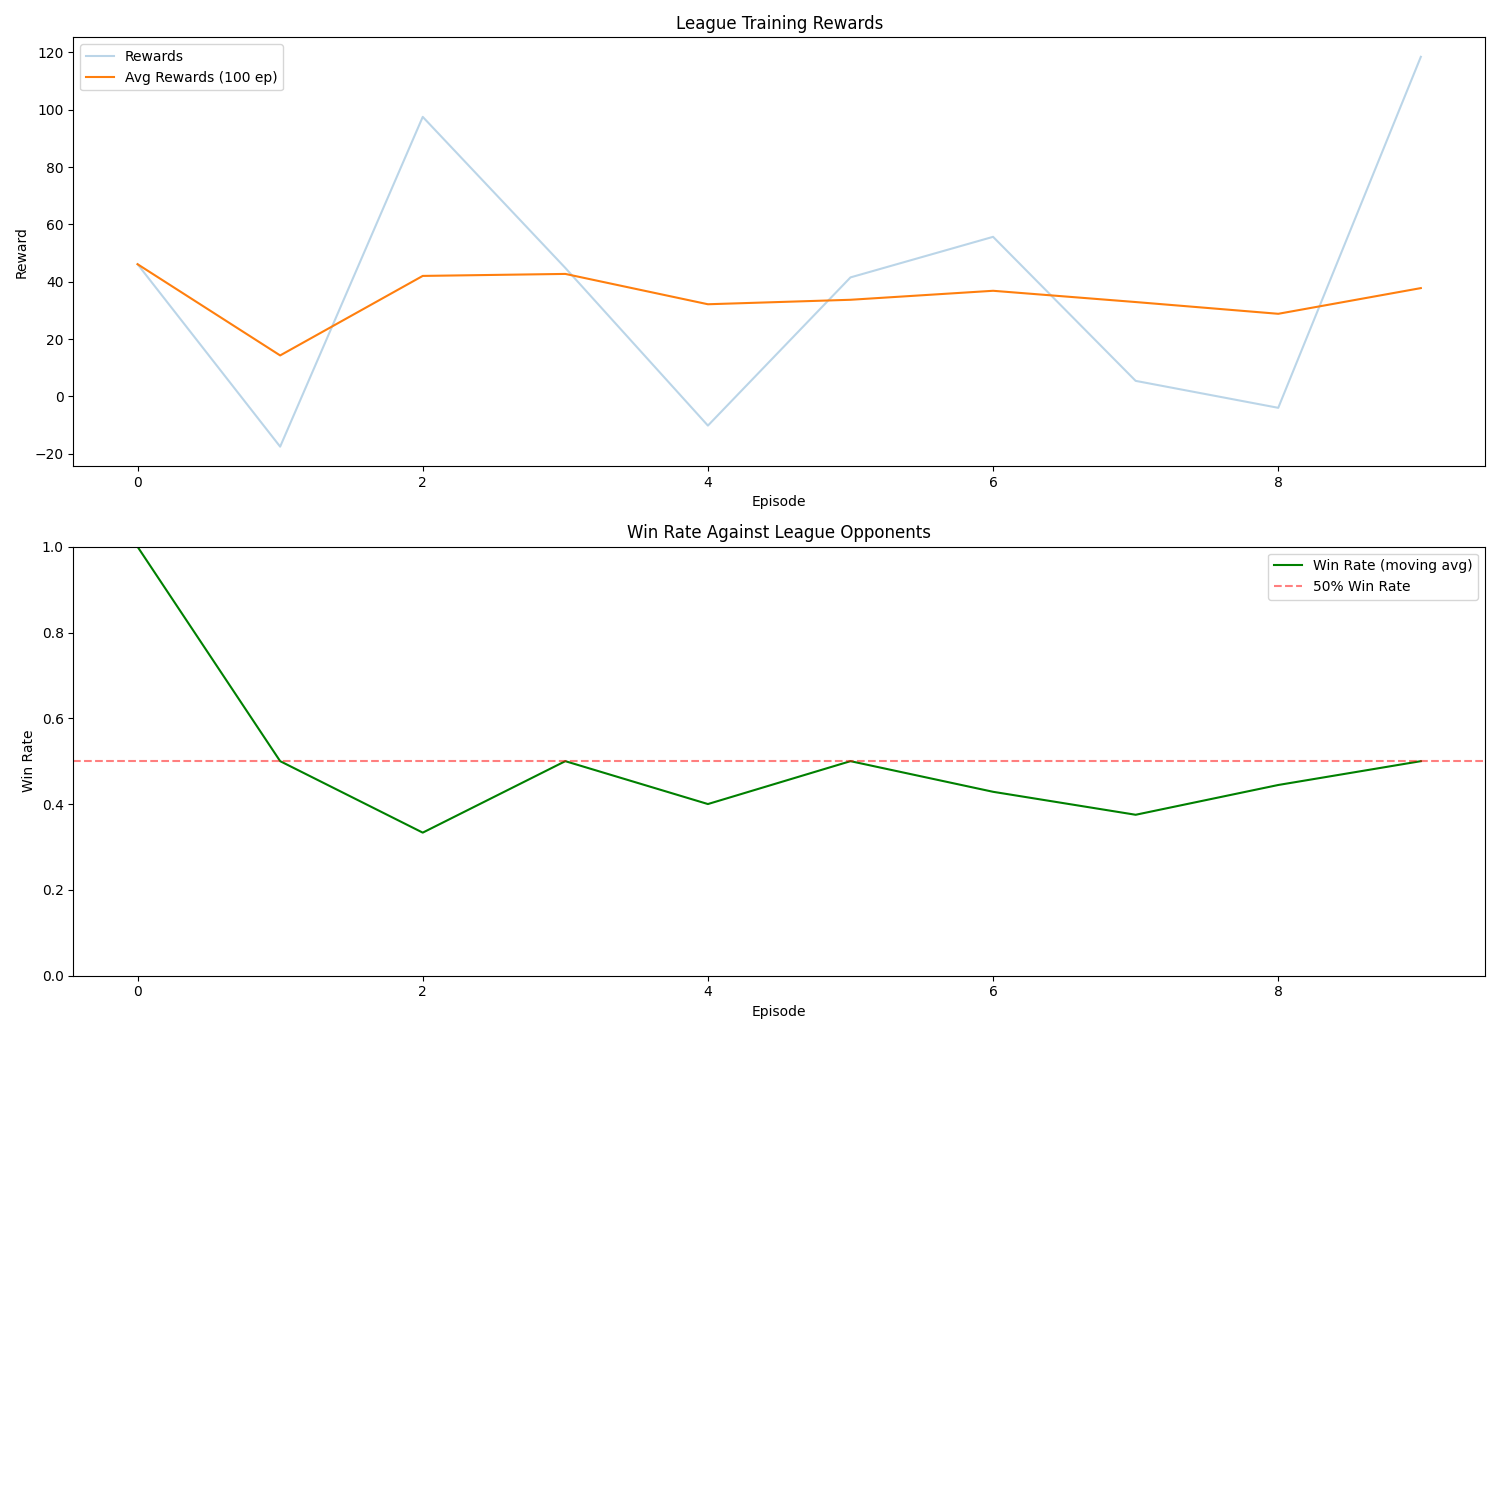 League Training Rewards
Rewards
Avg Rewards (100 ep)
120
100
80
60
40
20
0
−20
Reward
0 2 4 6 8
Episode
Win Rate Against League Opponents
Win Rate (moving avg)
50% Win Rate
1.0
0.8
0.6
0.4
0.2
0.0
Win Rate
0 2 4 6 8
Episode